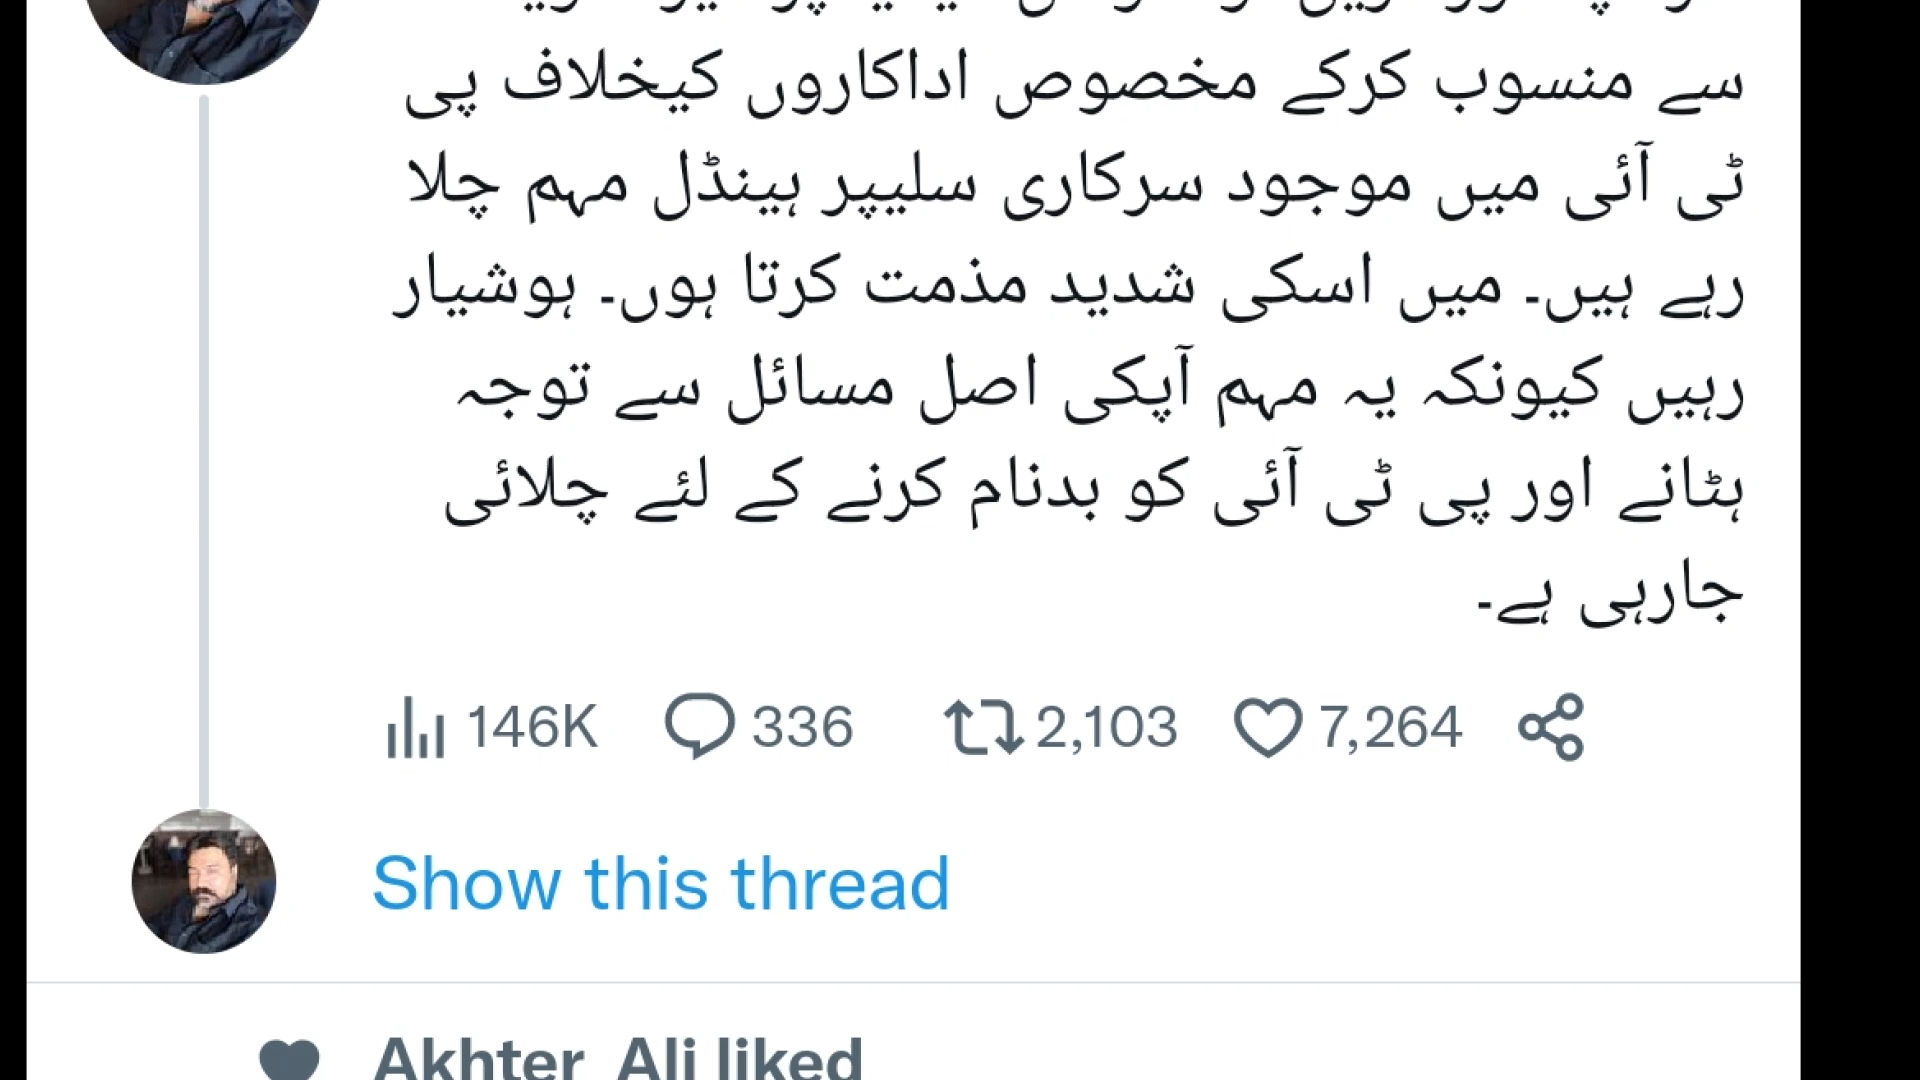 سے منسوب کرکے مخصوص اداکاروں کیخلاف پی
ٹی آئی میں موجود سرکاری سلیپر ہینڈل مہم چلا
رہے ہیں۔ میں اسکی شدید مذمت کرتا ہوں۔ ہوشیار
رہیں کیونکہ یہ مہم آپکی اصل مسائل سے توجہ
ہٹانے اور پی ٹی آئی کو بدنام کرنے کے لئے چلائی
جارہی ہے۔
146K 336 2,103 7,264
Show this thread
Akhter Ali liked